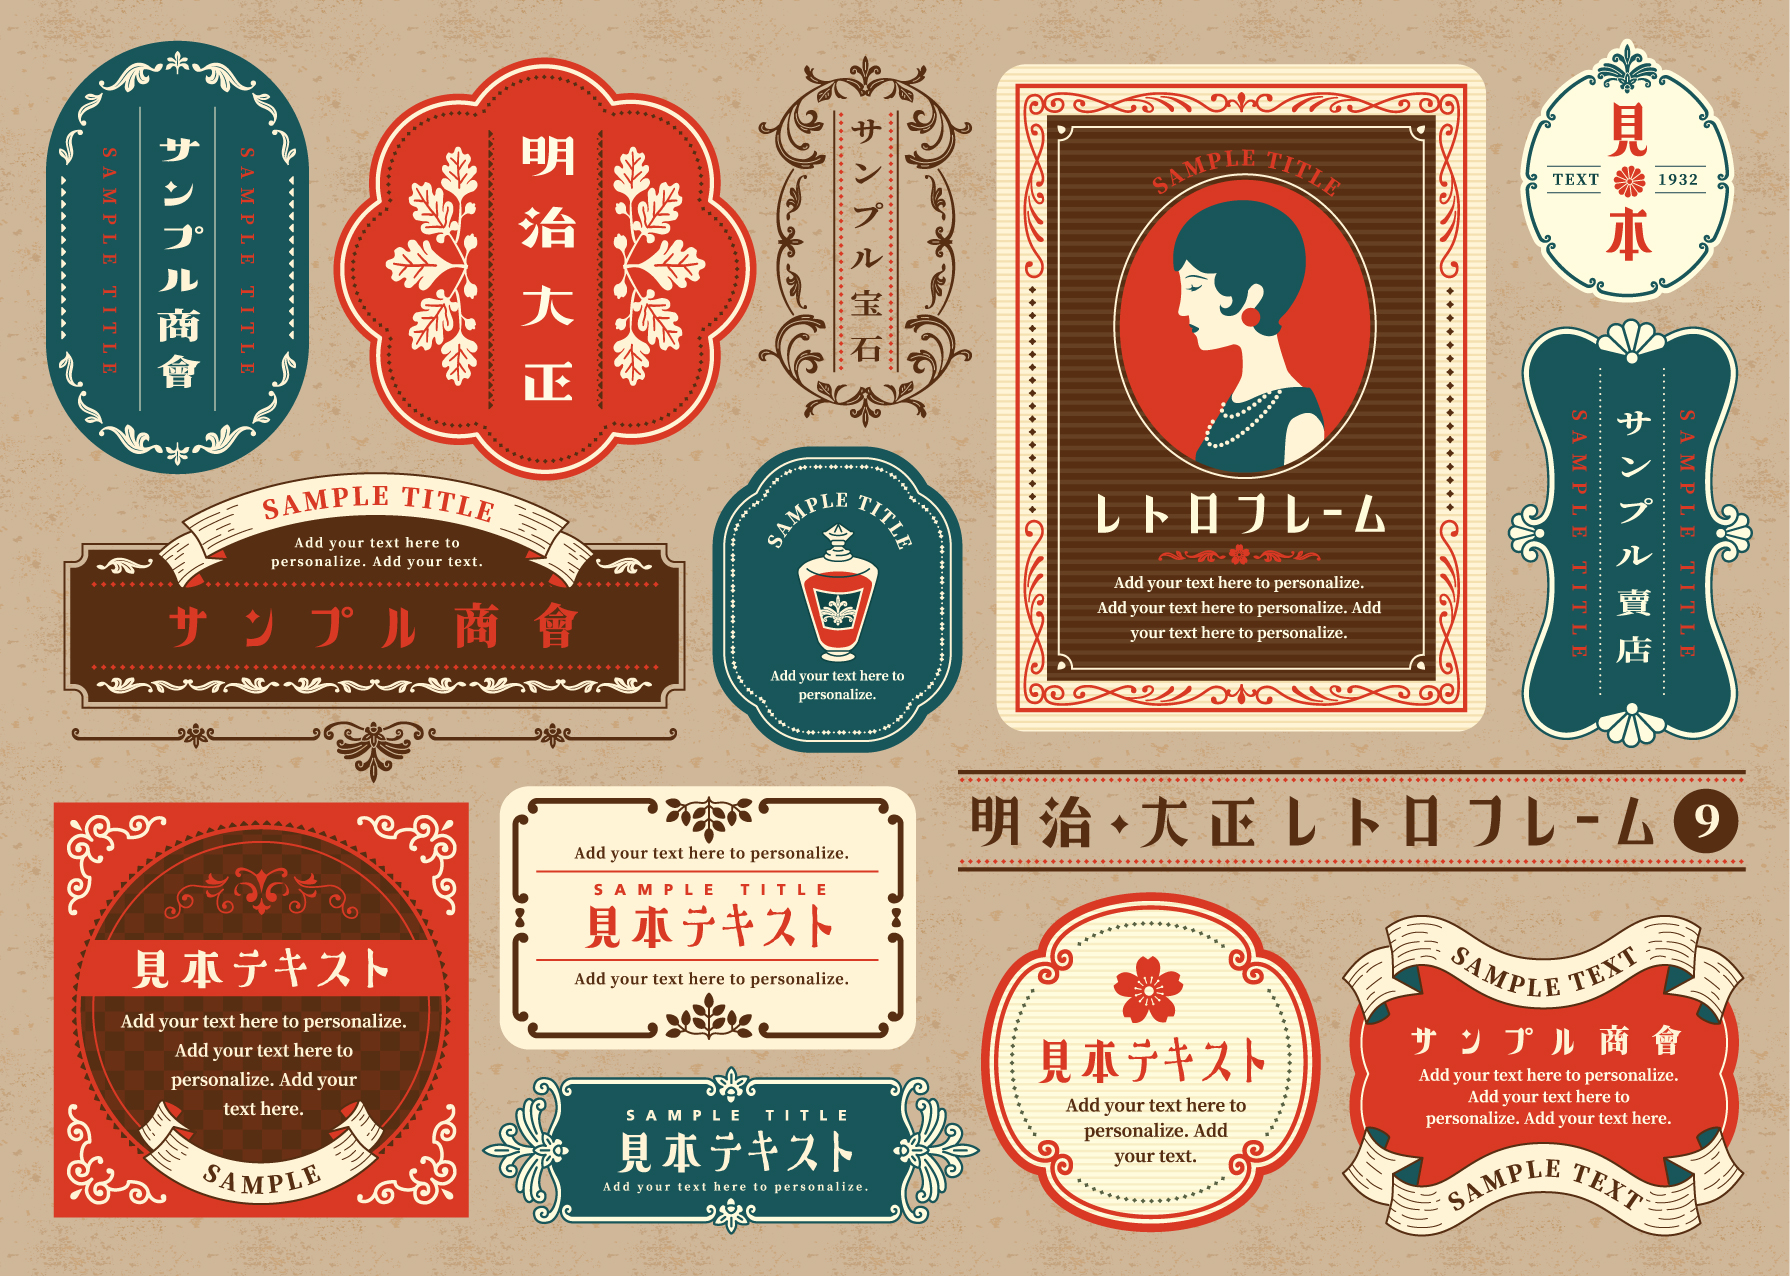 SAMPLE TITLE
サンプル商會
SAMPLE TITLE
明治大正
サンプル宝石
SAMPLE TITLE
レトロフレーム
Add your text here to personalize.
Add your text here to personalize. Add
your text here to personalize.
見
TEXT 1932
本
SAMPLE TITLE
サンプル賣店
SAMPLE TITLE
SAMPLE TITLE
Add your text here to
personalize. Add your text.
サンプル商會
SAMPLE TITLE
Add your text here to
personalize.
明治・大正レトロフレーム9
見本テキスト
Add your text here to personalize.
Add your text here to
personalize. Add your
text here.
SAMPLE
Add your text here to personalize.
SAMPLE TITLE
見本テキスト
Add your text here to personalize.
SAMPLE TITLE
見本テキスト
Add your text here to personalize.
見本テキスト
Add your text here to
personalize. Add
your text.
SAMPLE TEXT
サンプル商會
Add your text here to personalize.
Add your text here to
personalize. Add your text here.
SAMPLE TEXT